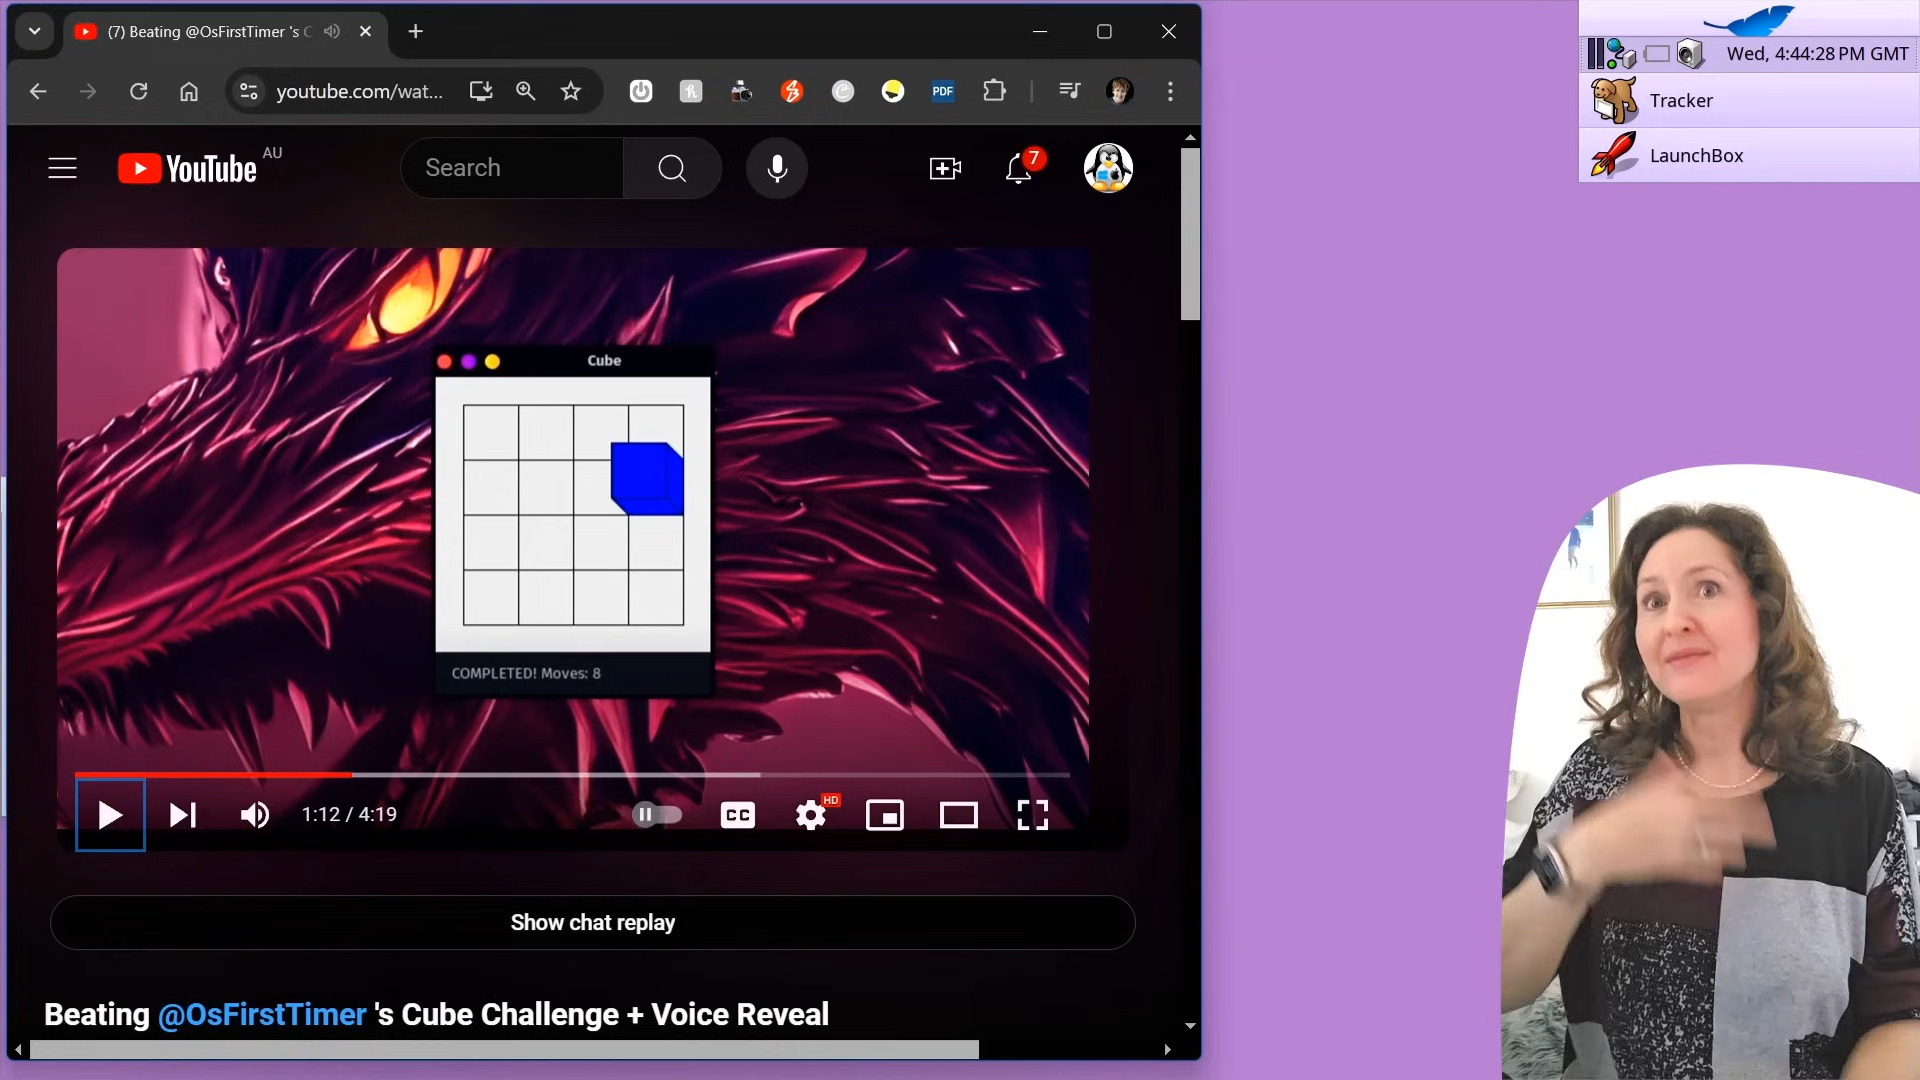 (7) Beating @OsFirstTimer 's C
youtube.com/wat...
PDF
YouTube AU
Search
7
Cube
COMPLETED! Moves: 8
1:12 / 4:19
CC
HD
Show chat replay
Beating @OsFirstTimer 's Cube Challenge + Voice Reveal
Wed, 4:44:28 PM GMT
Tracker
LaunchBox